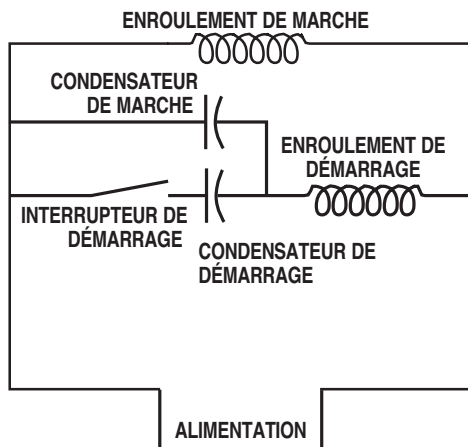 ENROULEMENT DE MARCHE
CONDENSATEUR
DE MARCHE
ENROULEMENT DE
DÉMARRAGE
INTERRUPTEUR DE
DÉMARRAGE
CONDENSATEUR DE
DÉMARRAGE
ALIMENTATION